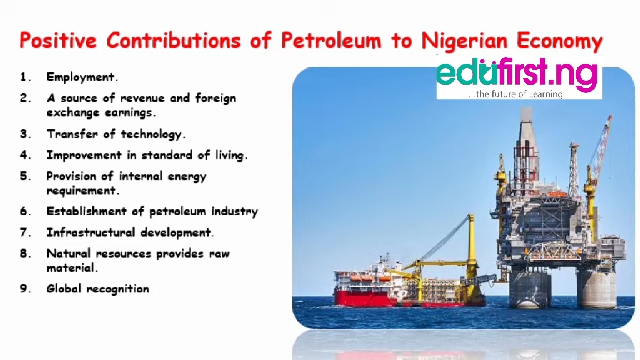 Positive Contributions of Petroleum to Nigerian Economy
edufirst.ng
...the future of learning
1. Employment.
2. A source of revenue and foreign
exchange earnings.
3. Transfer of technology.
4. Improvement in standard of living.
5. Provision of internal energy
requirement.
6. Establishment of petroleum industry
7. Infrastructural development.
8. Natural resources provides raw
material.
9. Global recognition